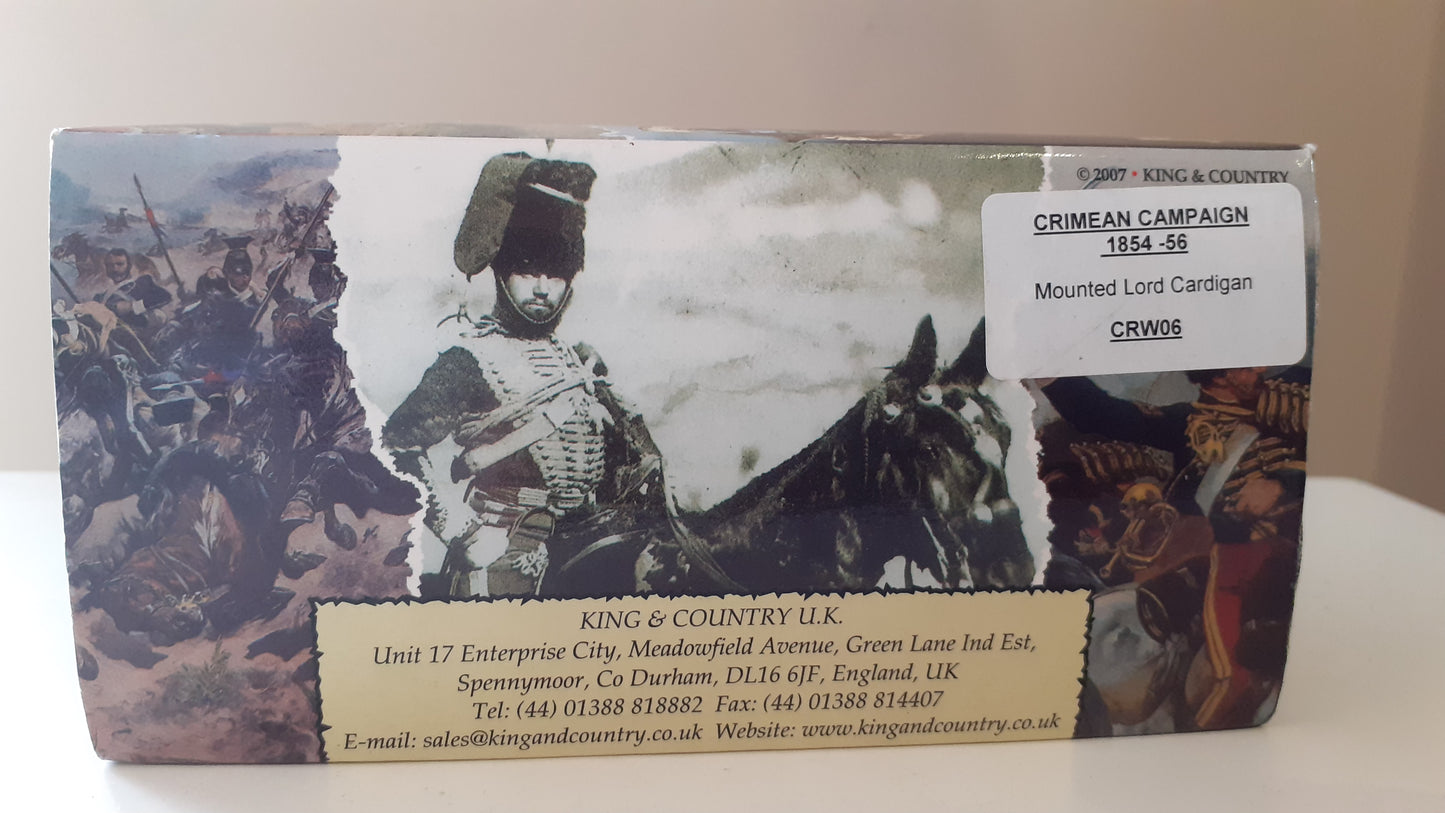 © 2007 • KING & COUNTRY
CRIMEAN CAMPAIGN
1854 -56
Mounted Lord Cardigan
CRW06
KING & COUNTRY U.K.
Unit 17 Enterprise City, Meadowfield Avenue, Green Lane Ind Est,
Spennymoor, Co Durham, DL16 6JF, England, UK
Tel: (44) 01388 818882 Fax: (44) 01388 814407
E-mail: sales@kingandcountry.co.uk Website: www.kingandcountry.co.uk